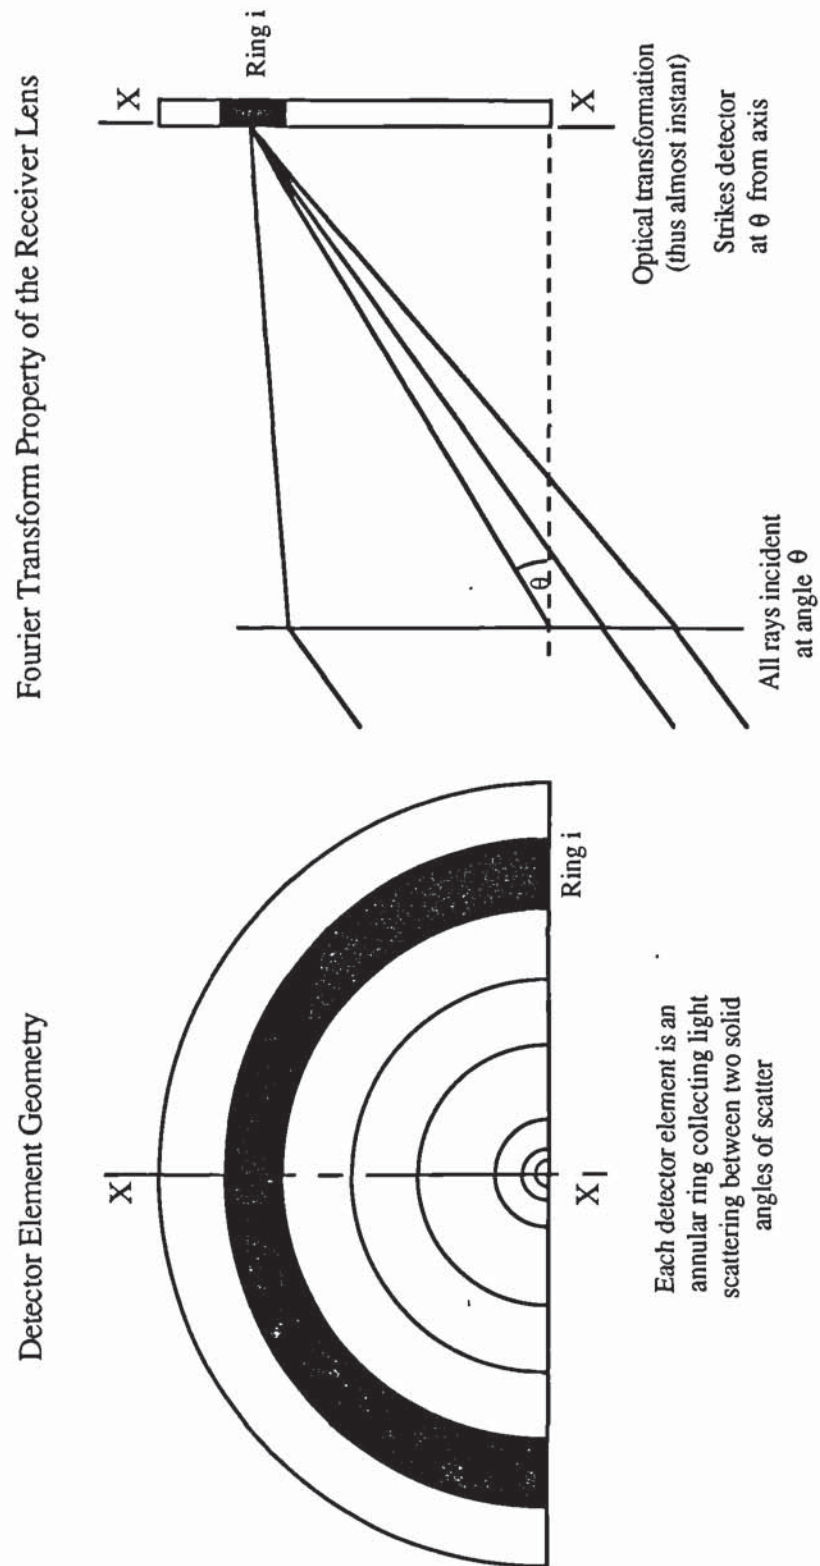 Detector Element Geometry
X
X
Ring i
Each detector element is an
annular ring collecting light
scattering between two solid
angles of scatter
Fourier Transform Property of the Receiver Lens
X
Ring i
θ
X
All rays incident
at angle θ
Optical transformation
(thus almost instant)
Strikes detector
at θ from axis